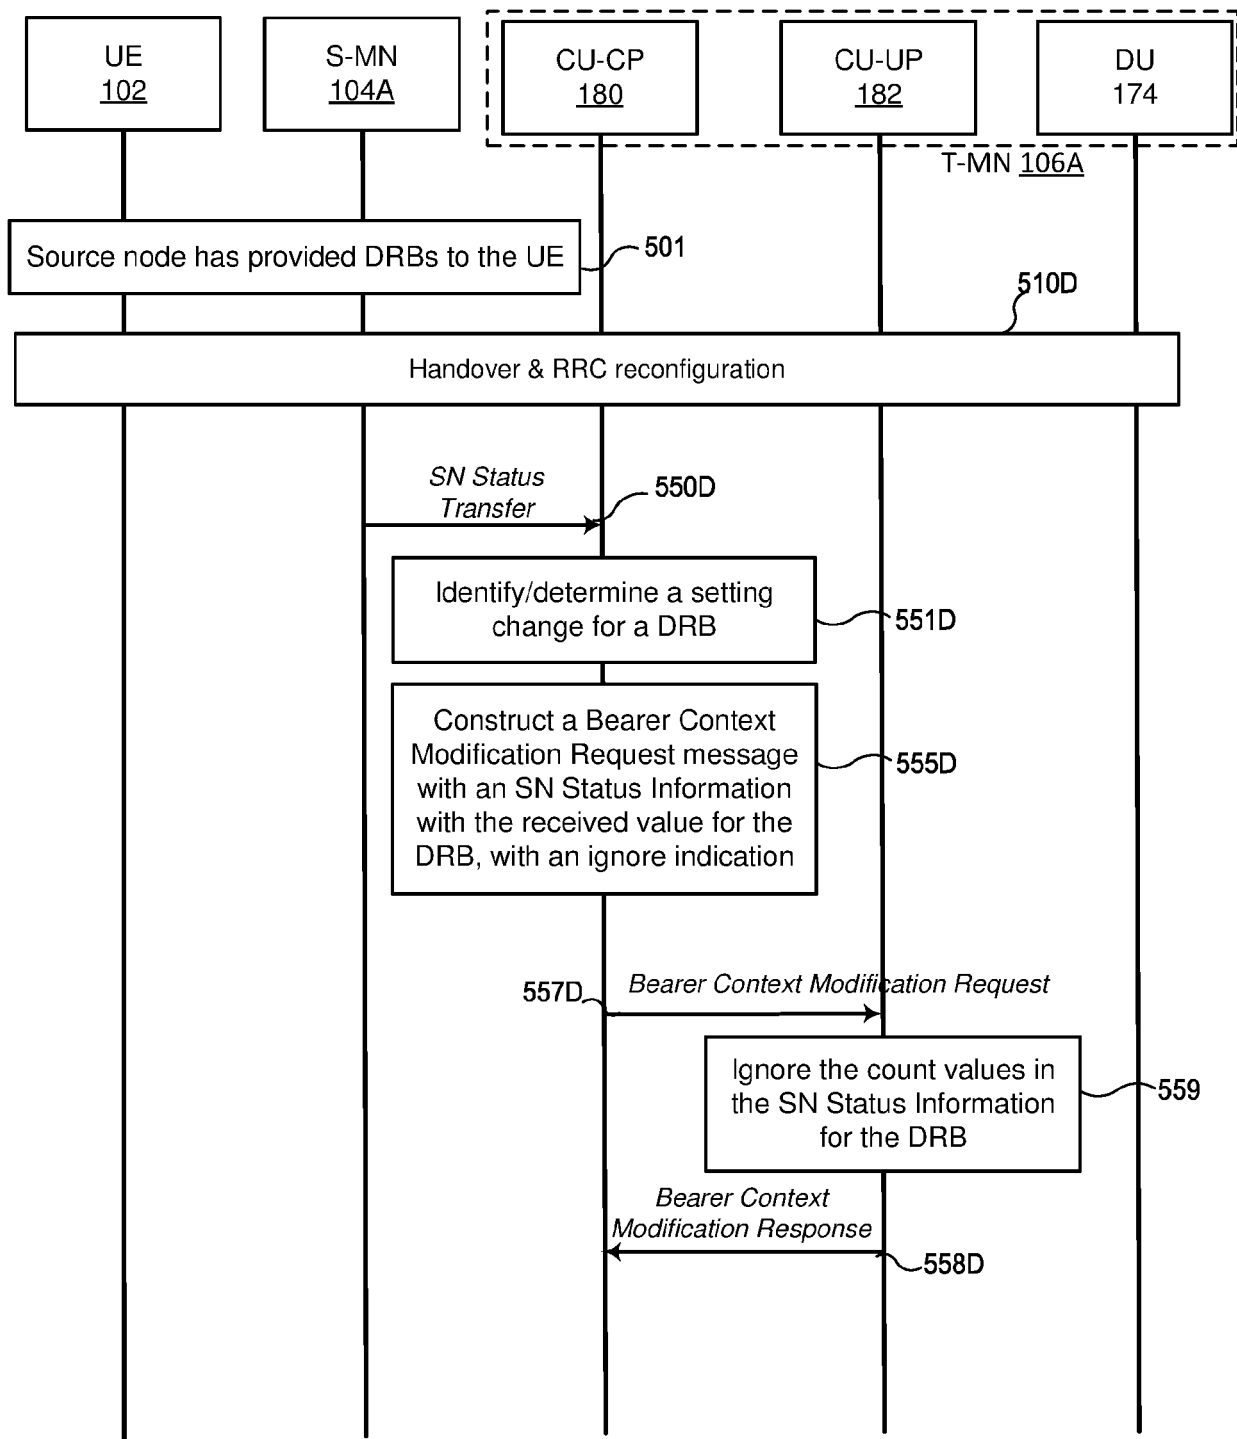 UE
102
S-MN
104A
CU-CP
180
CU-UP
182
DU
174
T-MN 106A
Source node has provided DRBs to the UE
501
510D
Handover & RRC reconfiguration
SN Status
Transfer
550D
Identify/determine a setting
change for a DRB
551D
Construct a Bearer Context
Modification Request message
with an SN Status Information
with the received value for the
DRB, with an ignore indication
555D
557D
Bearer Context Modification Request
Ignore the count values in
the SN Status Information
for the DRB
559
Bearer Context
Modification Response
558D